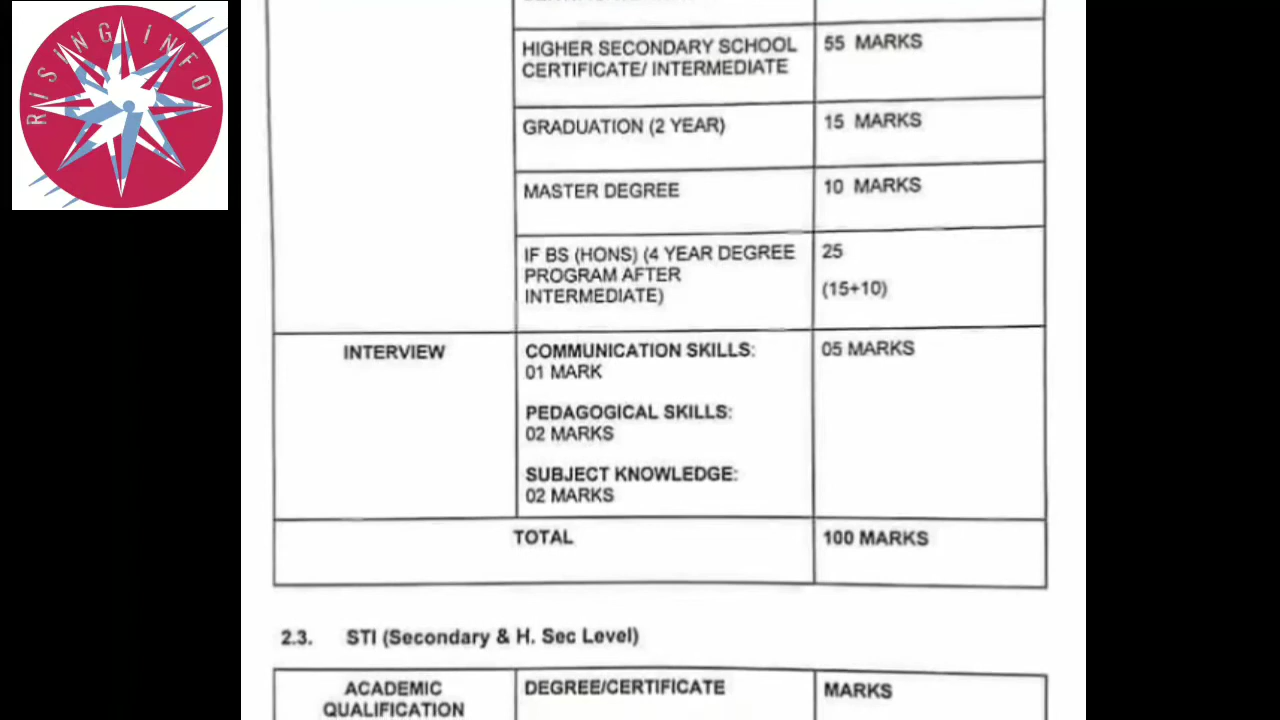 RiSiNG iNFO
HIGHER SECONDARY SCHOOL
CERTIFICATE/ INTERMEDIATE
55 MARKS
GRADUATION (2 YEAR)
15 MARKS
MASTER DEGREE
10 MARKS
IF BS (HONS) (4 YEAR DEGREE
PROGRAM AFTER
INTERMEDIATE)
25
(15+10)
INTERVIEW
COMMUNICATION SKILLS:
01 MARK
PEDAGOGICAL SKILLS:
02 MARKS
SUBJECT KNOWLEDGE:
02 MARKS
05 MARKS
TOTAL
100 MARKS
2.3. STI (Secondary & H. Sec Level)
ACADEMIC
QUALIFICATION
DEGREE/CERTIFICATE
MARKS